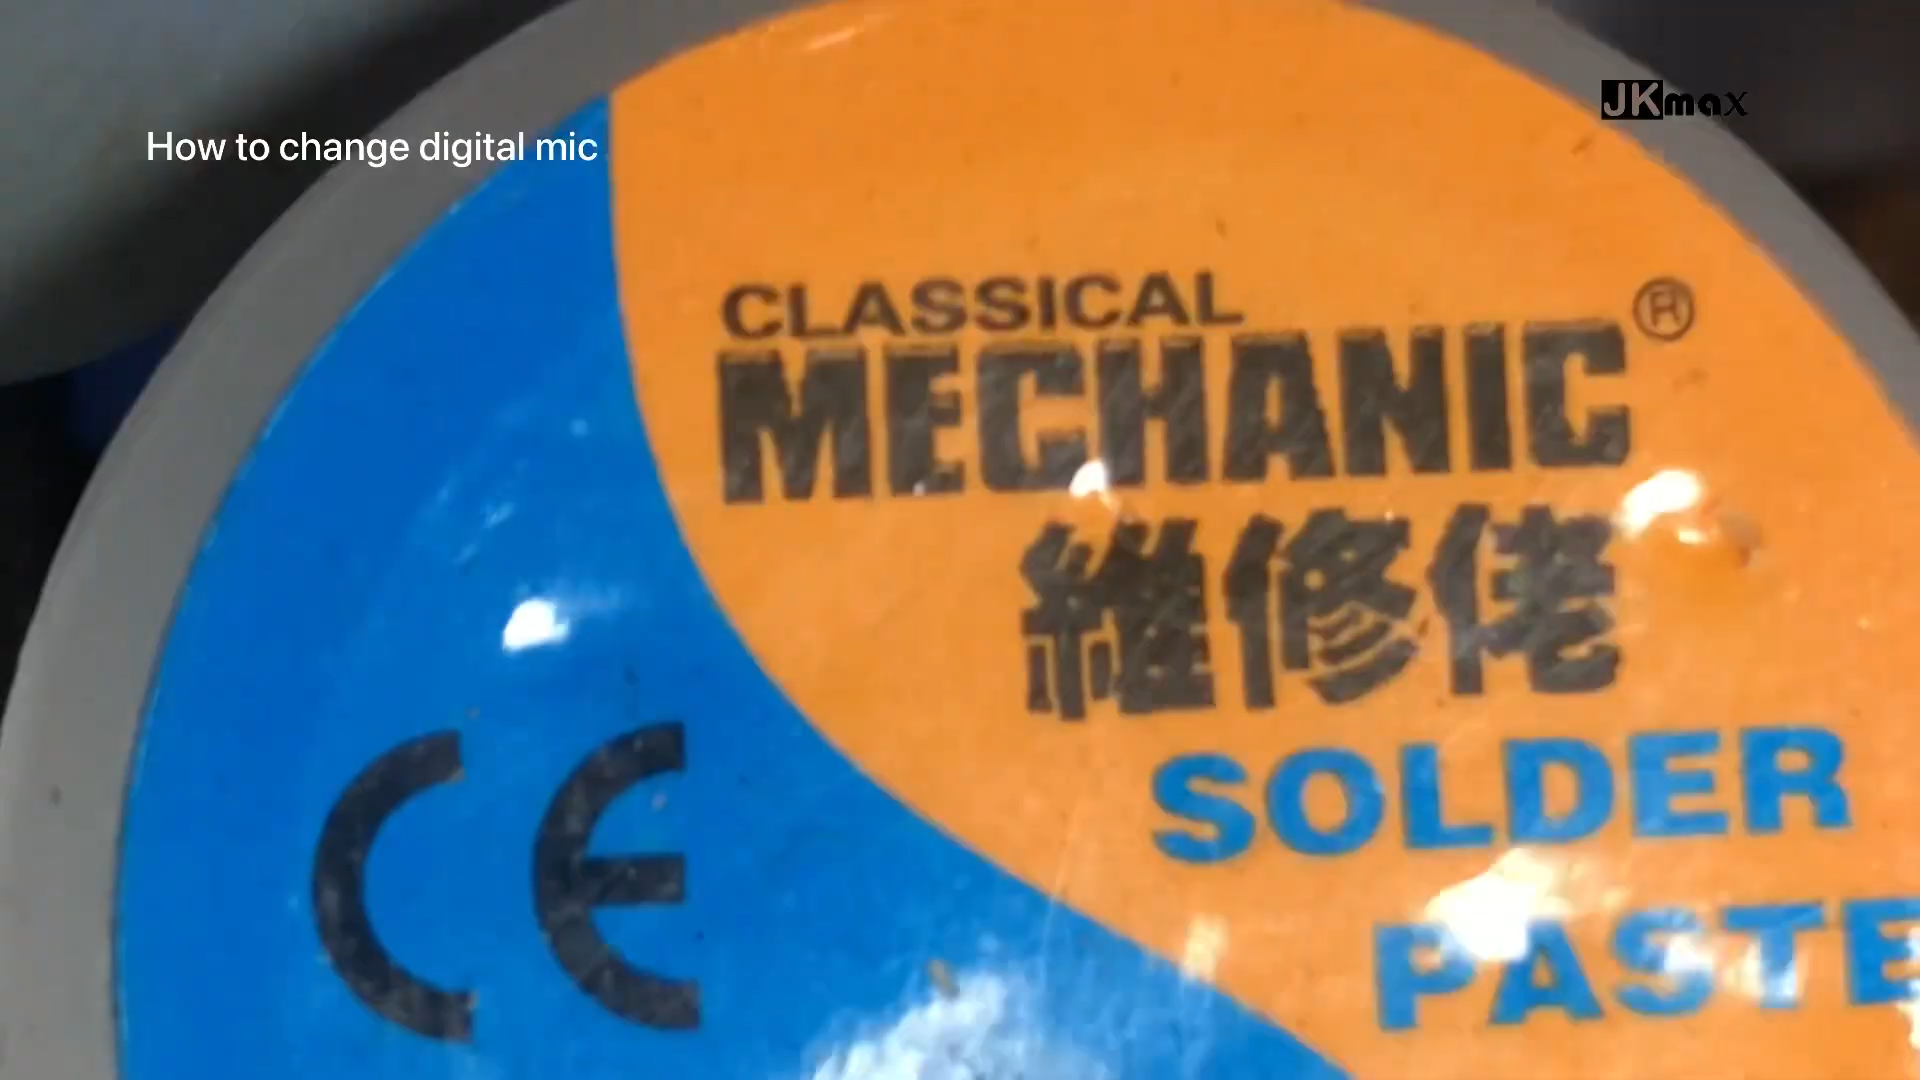 JKmax
How to change digital mic
CLASSICAL
MECHANIC®
維修佬
SOLDER
PASTE
CE